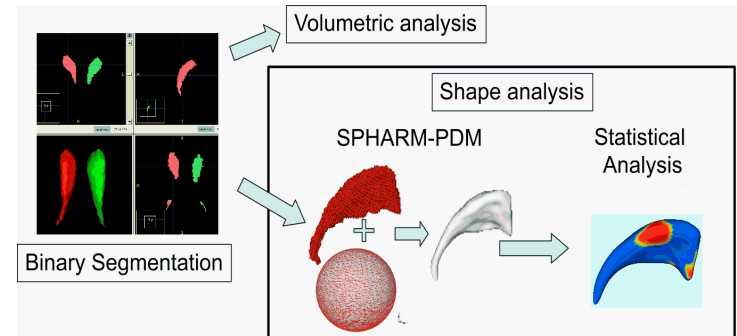 Volumetric analysis
Shape analysis
SPHARM-PDM
Statistical
Analysis
Binary Segmentation